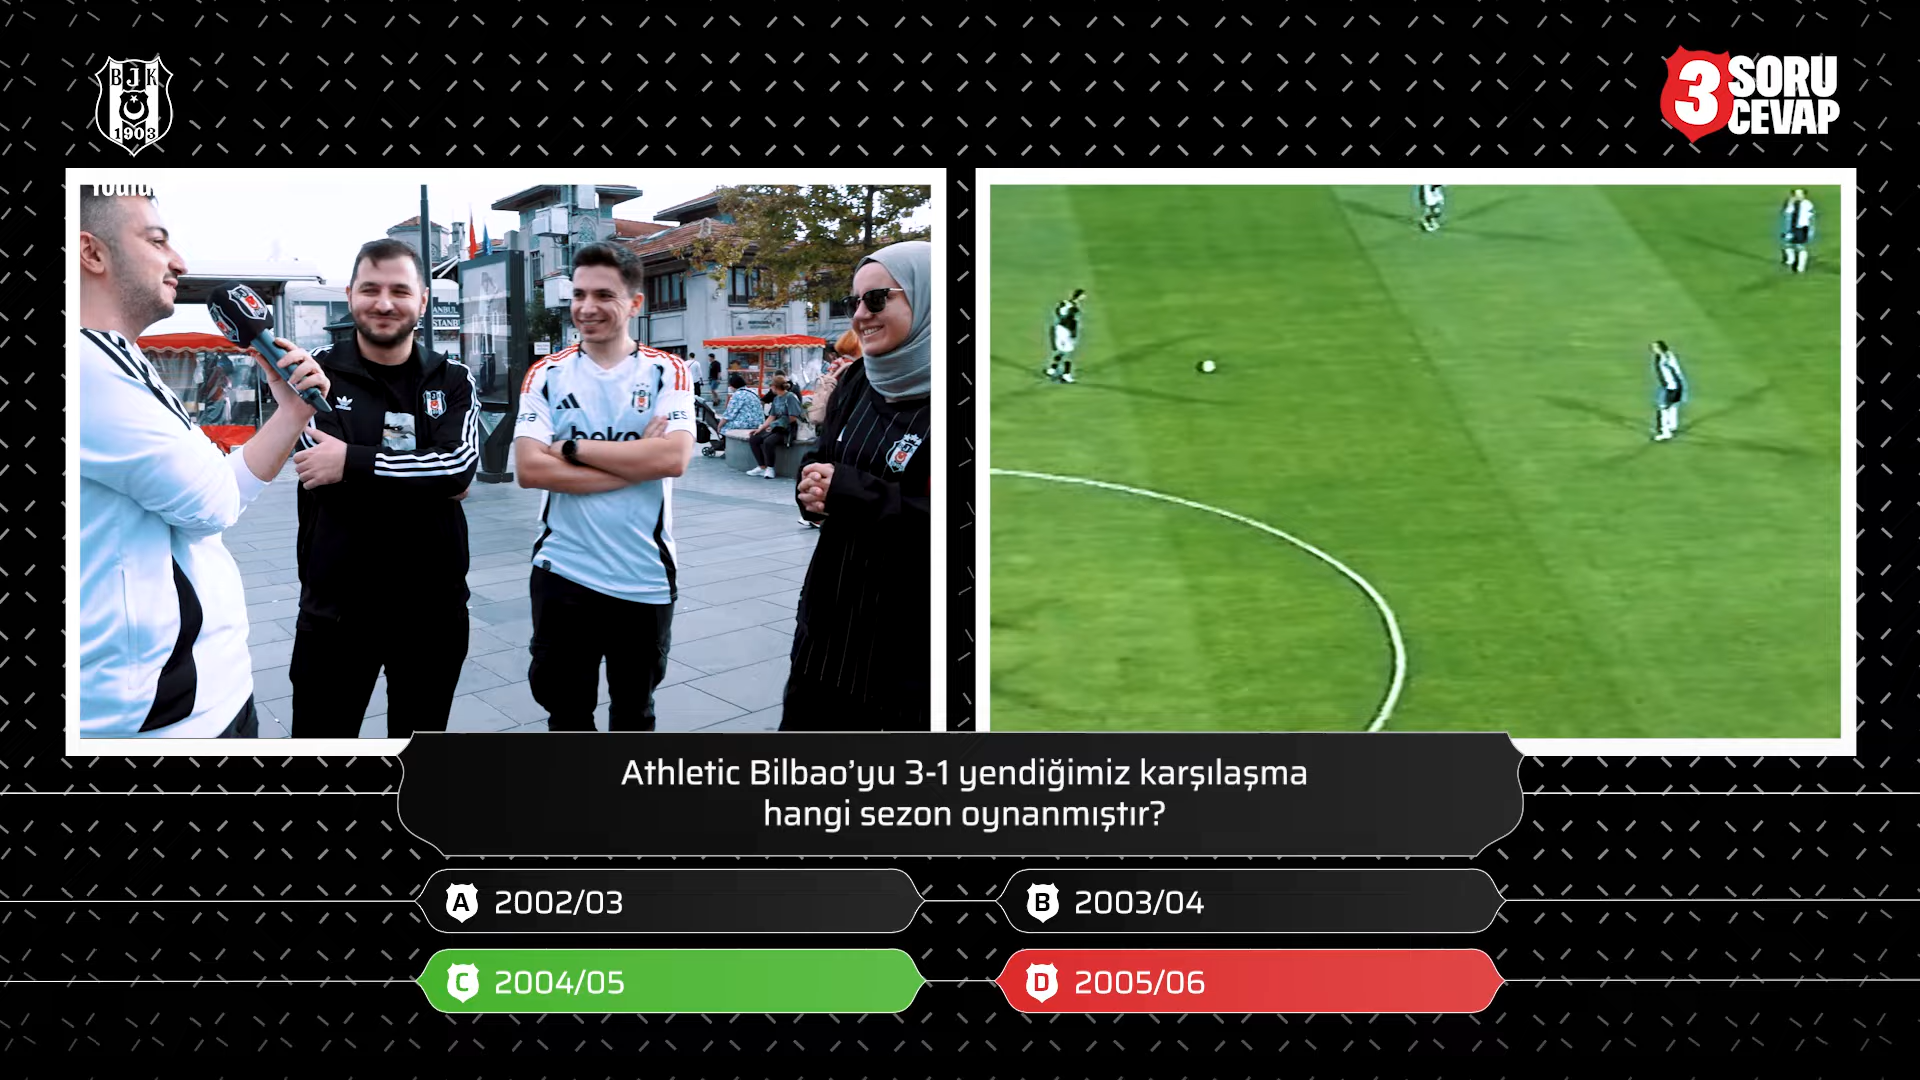 BJK
1903
3 SORU
CEVAP
beko
Athletic Bilbao'yu 3-1 yendiğimiz karşılaşma
hangi sezon oynanmıştır?
A 2002/03
B 2003/04
C 2004/05
D 2005/06